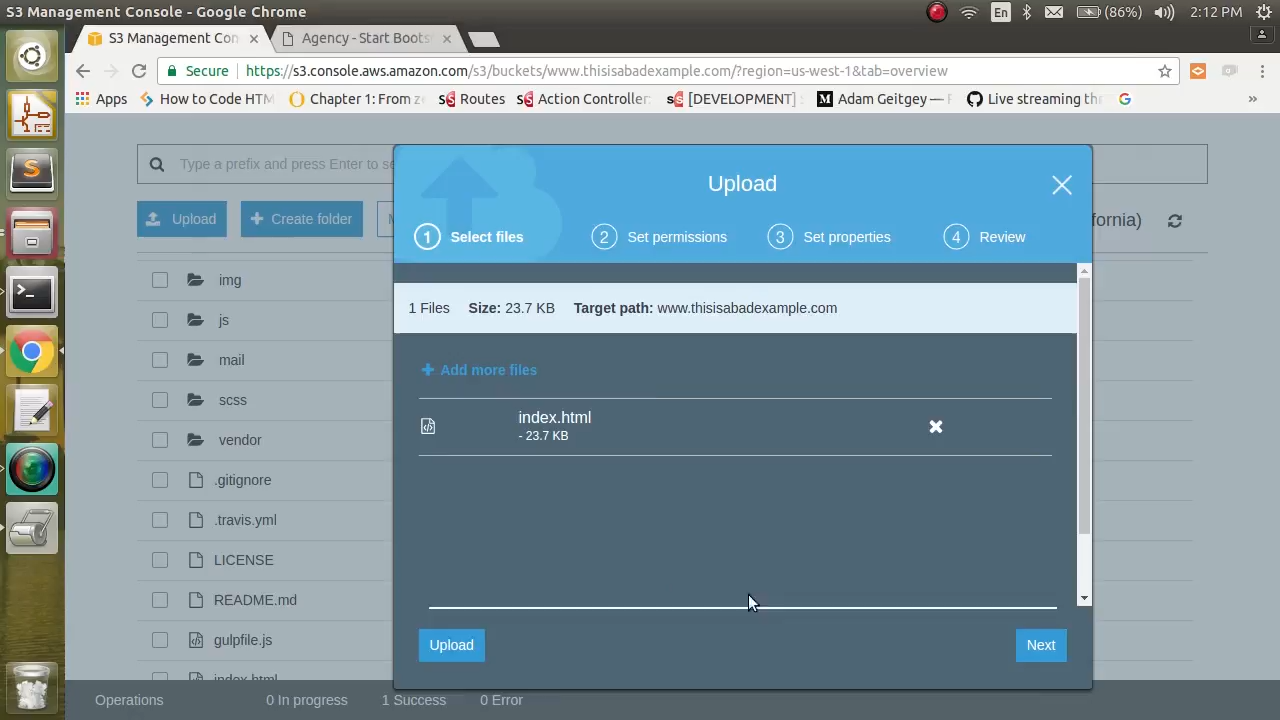 S3 Management Console - Google Chrome
En
(86%)
2:12 PM
S3 Management Con
Agency - Start Boots
Secure
https://s3.console.aws.amazon.com/s3/buckets/www.thisisabadexample.com/?region=us-west-1&tab=overview
Apps
How to Code HTM
Chapter 1: From ze
Routes
Action Controller:
[DEVELOPMENT]
Adam Geitgey — F
Live streaming thr
»
Type a prefix and press Enter to se
Upload
Create folder
M
fornia)
Upload
1 Select files
2 Set permissions
3 Set properties
4 Review
1 Files Size: 23.7 KB Target path: www.thisisabadexample.com
Add more files
index.html
- 23.7 KB
Upload
Next
img
js
mail
scss
vendor
.gitignore
.travis.yml
LICENSE
README.md
gulpfile.js
index.html
Operations
0 In progress
1 Success
0 Error